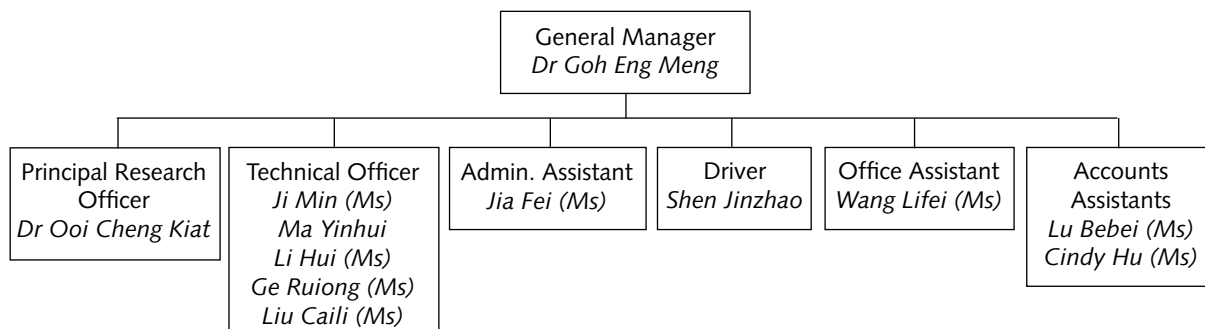 General Manager
Dr Goh Eng Meng
Principal Research
Officer
Dr Ooi Cheng Kiat
Technical Officer
Ji Min (Ms)
Ma Yinhui
Li Hui (Ms)
Ge Ruiong (Ms)
Liu Caili (Ms)
Admin. Assistant
Jia Fei (Ms)
Driver
Shen Jinzhao
Office Assistant
Wang Lifei (Ms)
Accounts
Assistants
Lu Bebei (Ms)
Cindy Hu (Ms)